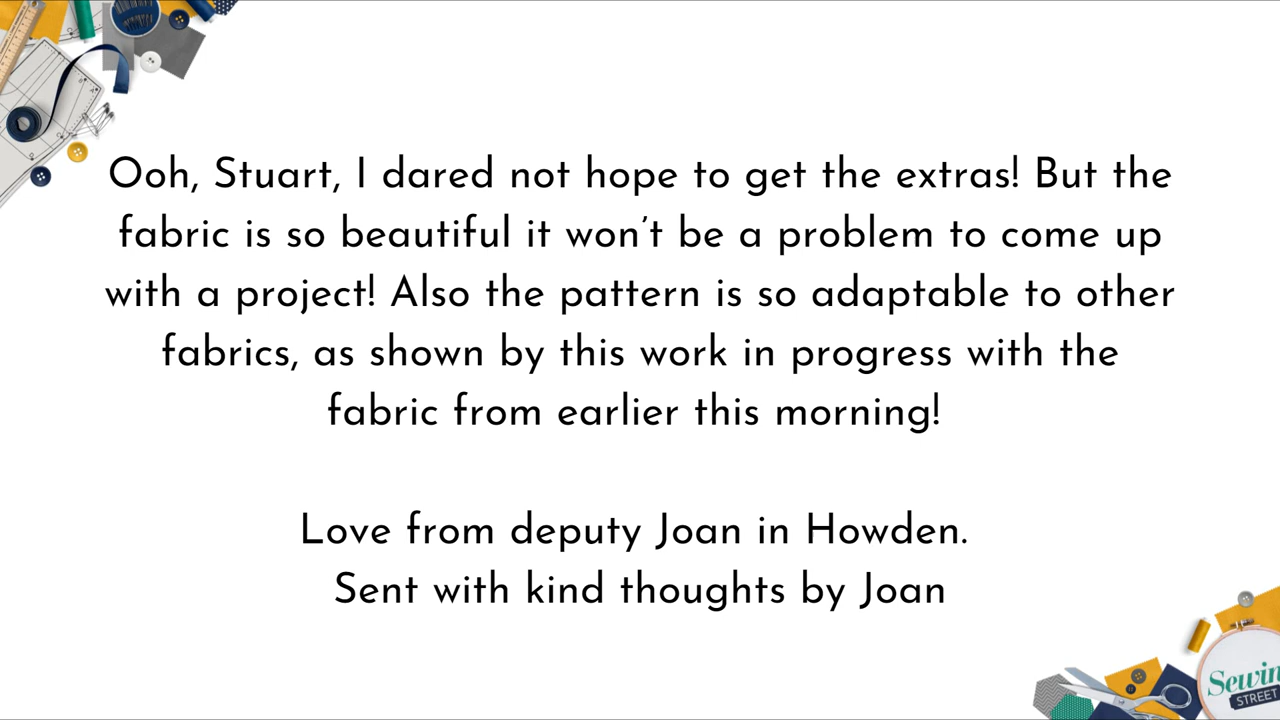 Ooh, Stuart, I dared not hope to get the extras! But the
fabric is so beautiful it won't be a problem to come up
with a project! Also the pattern is so adaptable to other
fabrics, as shown by this work in progress with the
fabric from earlier this morning!
Love from deputy Joan in Howden.
Sent with kind thoughts by Joan
Sewin
STREET